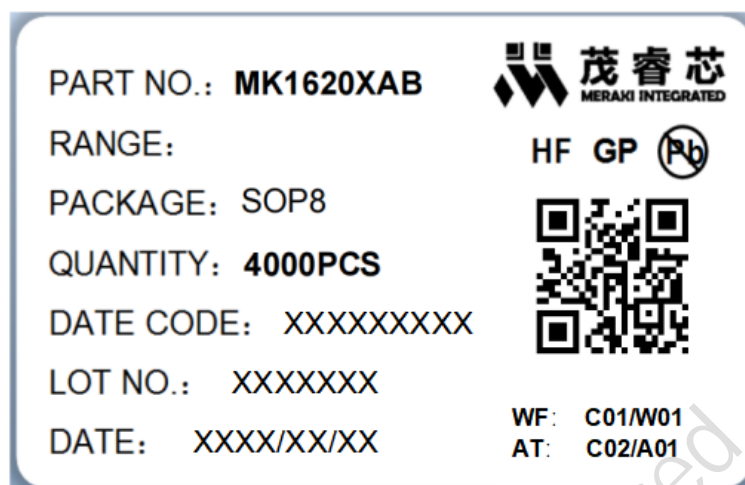 PART NO.： MK1620XAB
茂睿芯
MERAKI INTEGRATED
RANGE：
HF GP Pb
PACKAGE： SOP8
QUANTITY： 4000PCS
DATE CODE： XXXXXXXXX
LOT NO.： XXXXXXX
DATE： XXXX/XX/XX
WF： C01/W01
AT： C02/A01